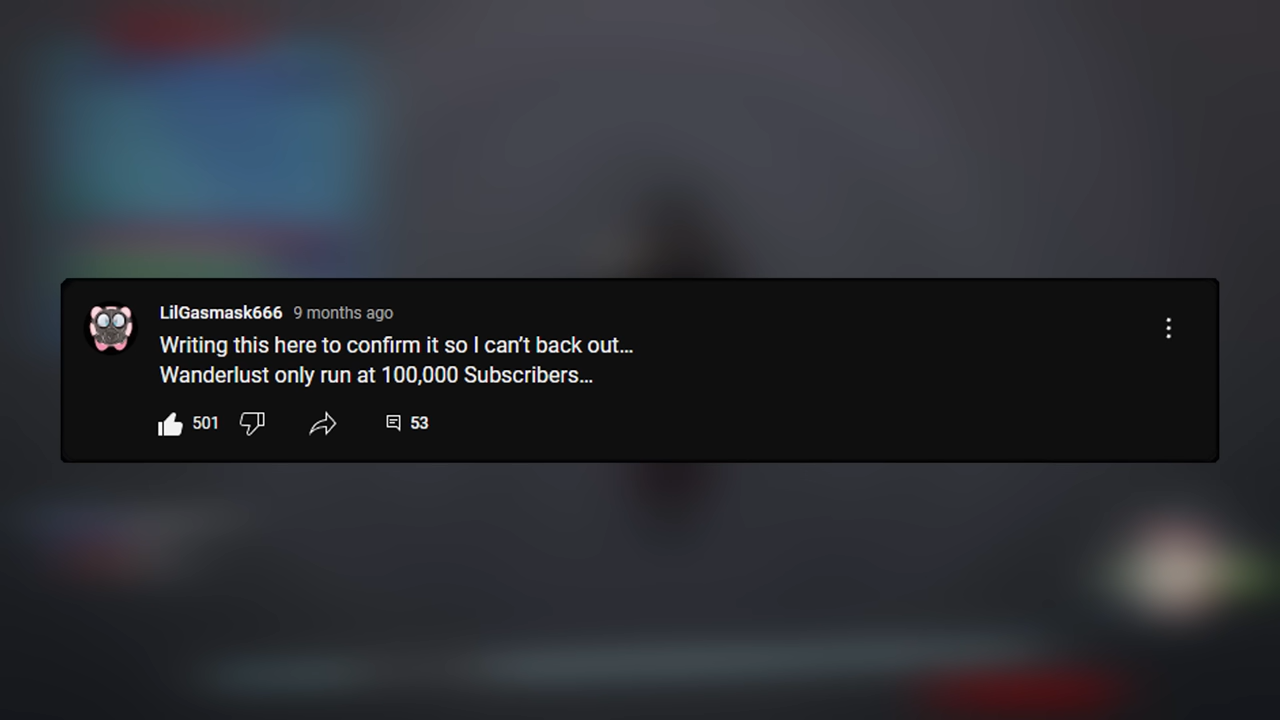 LilGasmask666 9 months ago
Writing this here to confirm it so I can’t back out...
Wanderlust only run at 100,000 Subscribers...
501 53